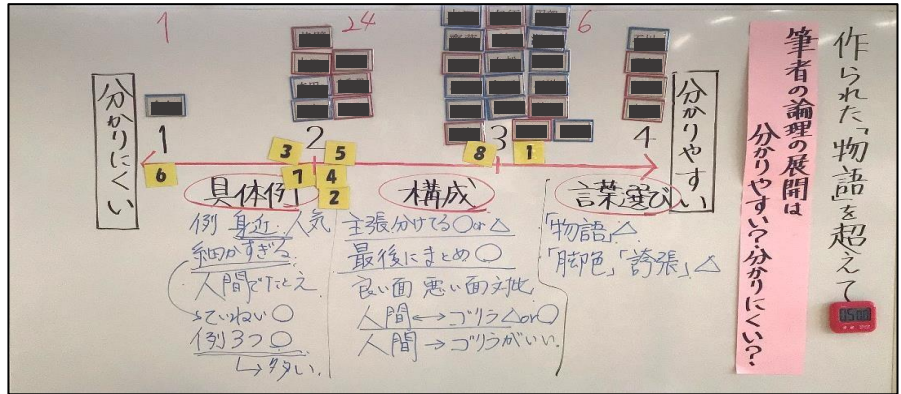 作られた「物語」を超えて
筆者の論理の展開は
分かりやすい?分かりにくい?
1
24
6
分かりにくい
分かりやすい
1
2
3
4
6
3
5
7
4
2
8
1
具体例
例 身近 人気
細かすぎる
人間でたとえ
→ていねい○
例3つ○
↳多い.
構成
主張分けてる○or△
最後にまとめ○
良い面 悪い面対比
人間↔ゴリラ△or○
人間→ゴリラがいい.
言葉選び
「物語」△
「脚色」「誇張」△